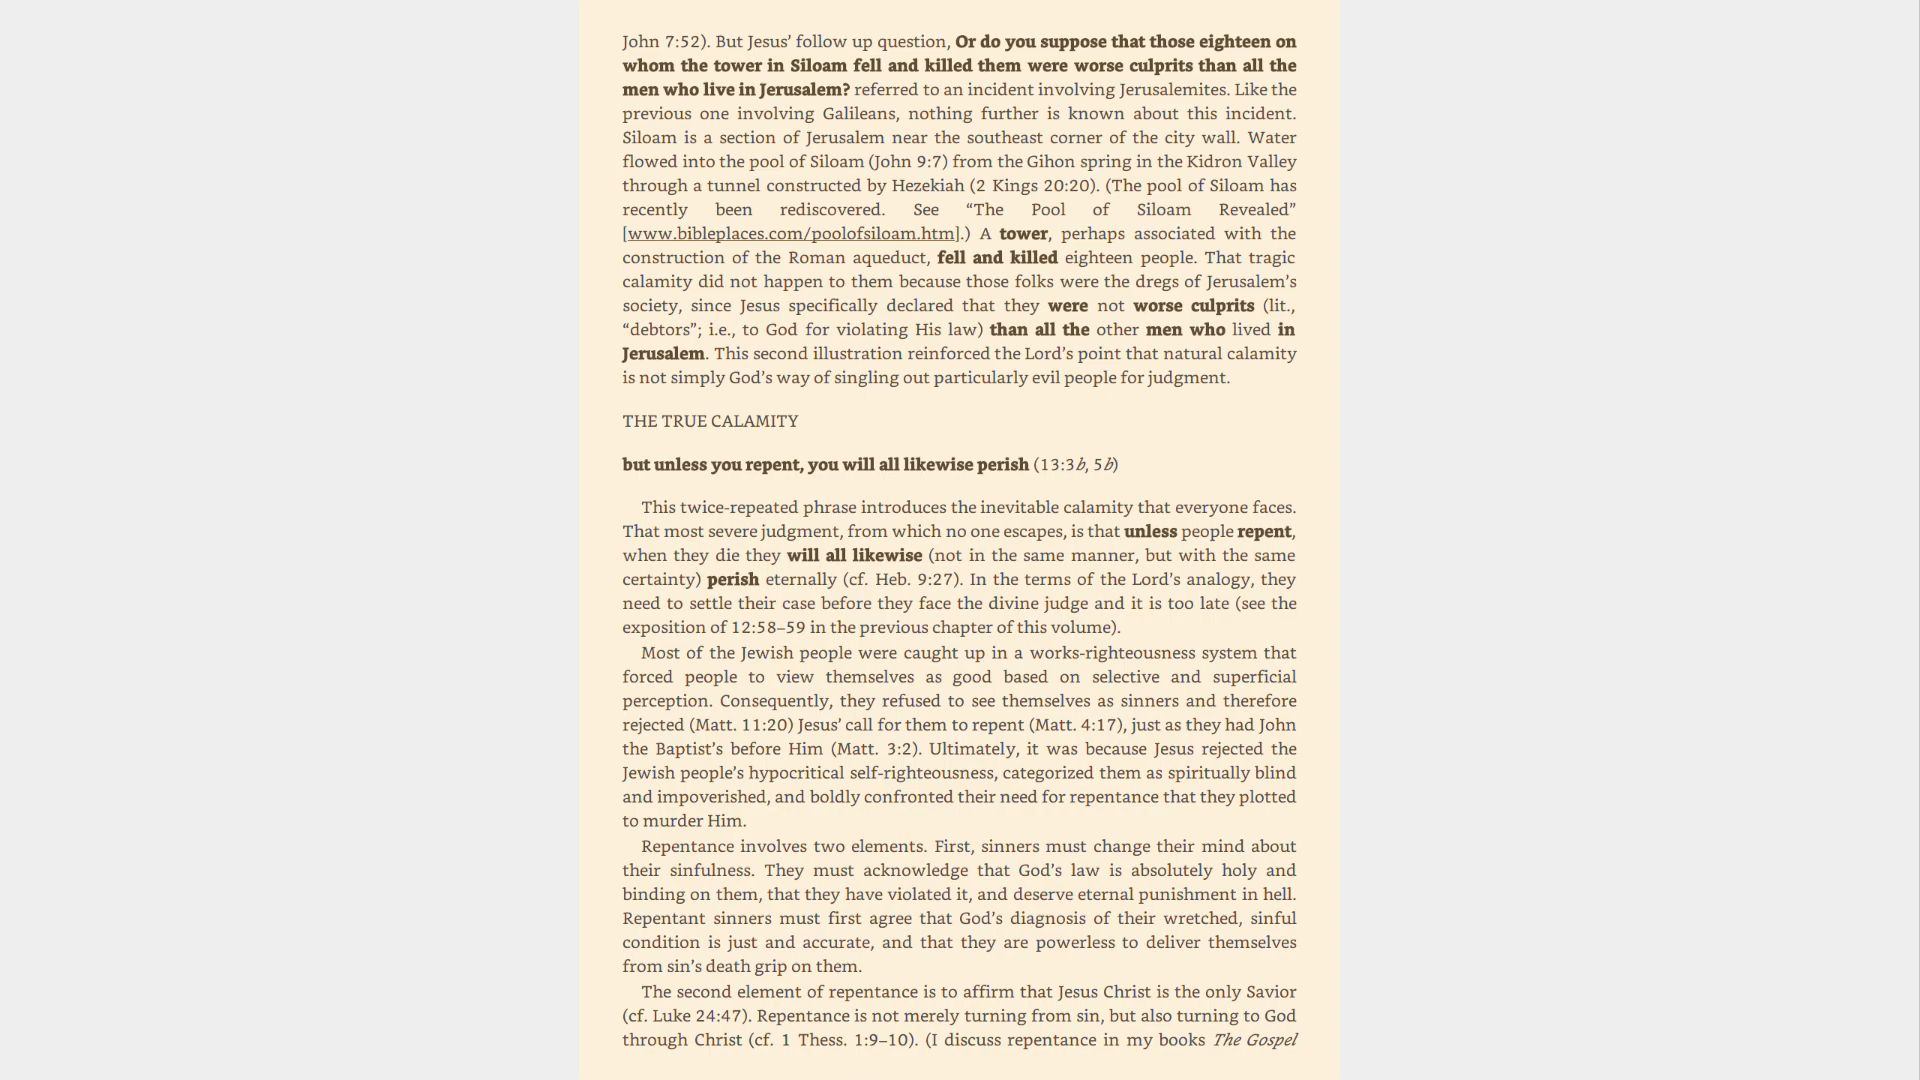 John 7:52). But Jesus’ follow up question, Or do you suppose that those eighteen on
whom the tower in Siloam fell and killed them were worse culprits than all the
men who live in Jerusalem? referred to an incident involving Jerusalemites. Like the
previous one involving Galileans, nothing further is known about this incident.
Siloam is a section of Jerusalem near the southeast corner of the city wall. Water
flowed into the pool of Siloam (John 9:7) from the Gihon spring in the Kidron Valley
through a tunnel constructed by Hezekiah (2 Kings 20:20). (The pool of Siloam has
recently been rediscovered. See “The Pool of Siloam Revealed”
[www.bibleplaces.com/poolofsiloam.htm].) A tower, perhaps associated with the
construction of the Roman aqueduct, fell and killed eighteen people. That tragic
calamity did not happen to them because those folks were the dregs of Jerusalem’s
society, since Jesus specifically declared that they were not worse culprits (lit.,
“debtors”; i.e., to God for violating His law) than all the other men who lived in
Jerusalem. This second illustration reinforced the Lord’s point that natural calamity
is not simply God’s way of singling out particularly evil people for judgment.
THE TRUE CALAMITY
but unless you repent, you will all likewise perish (13:3b, 5b)
This twice-repeated phrase introduces the inevitable calamity that everyone faces.
That most severe judgment, from which no one escapes, is that unless people repent,
when they die they will all likewise (not in the same manner, but with the same
certainty) perish eternally (cf. Heb. 9:27). In the terms of the Lord’s analogy, they
need to settle their case before they face the divine judge and it is too late (see the
exposition of 12:58–59 in the previous chapter of this volume).
Most of the Jewish people were caught up in a works-righteousness system that
forced people to view themselves as good based on selective and superficial
perception. Consequently, they refused to see themselves as sinners and therefore
rejected (Matt. 11:20) Jesus’ call for them to repent (Matt. 4:17), just as they had John
the Baptist’s before Him (Matt. 3:2). Ultimately, it was because Jesus rejected the
Jewish people’s hypocritical self-righteousness, categorized them as spiritually blind
and impoverished, and boldly confronted their need for repentance that they plotted
to murder Him.
Repentance involves two elements. First, sinners must change their mind about
their sinfulness. They must acknowledge that God’s law is absolutely holy and
binding on them, that they have violated it, and deserve eternal punishment in hell.
Repentant sinners must first agree that God’s diagnosis of their wretched, sinful
condition is just and accurate, and that they are powerless to deliver themselves
from sin’s death grip on them.
The second element of repentance is to affirm that Jesus Christ is the only Savior
(cf. Luke 24:47). Repentance is not merely turning from sin, but also turning to God
through Christ (cf. 1 Thess. 1:9–10). (I discuss repentance in my books The Gospel